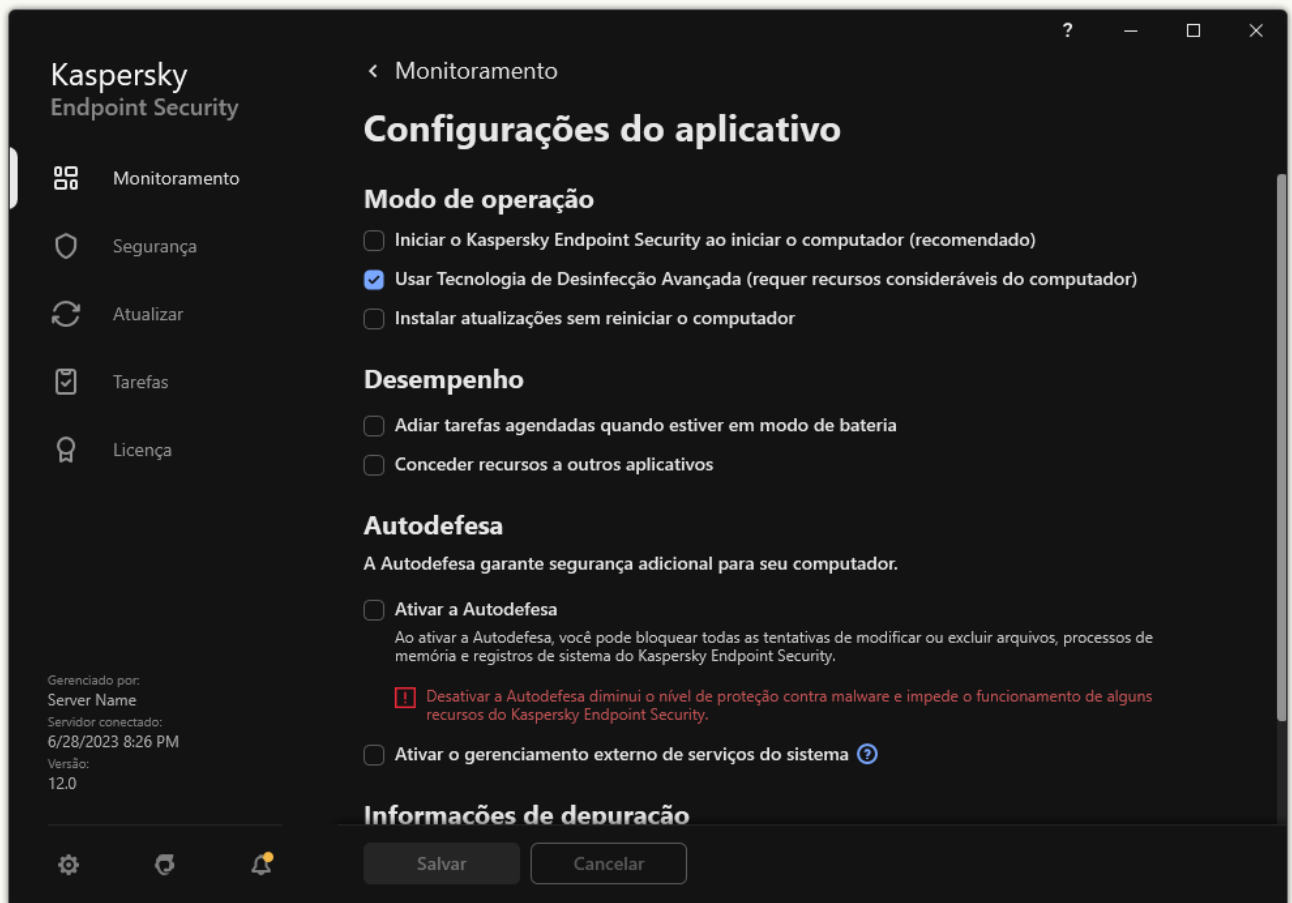 ?
Kaspersky
Endpoint Security
Monitoramento
Segurança
Atualizar
Tarefas
Licença
Gerenciado por:
Server Name
Servidor conectado:
6/28/2023 8:26 PM
Versão:
12.0
Monitoramento
Configurações do aplicativo
Modo de operação
Iniciar o Kaspersky Endpoint Security ao iniciar o computador (recomendado)
Usar Tecnologia de Desinfecção Avançada (requer recursos consideráveis do computador)
Instalar atualizações sem reiniciar o computador
Desempenho
Adiar tarefas agendadas quando estiver em modo de bateria
Conceder recursos a outros aplicativos
Autodefesa
A Autodefesa garante segurança adicional para seu computador.
Ativar a Autodefesa
Ao ativar a Autodefesa, você pode bloquear todas as tentativas de modificar ou excluir arquivos, processos de
memória e registros de sistema do Kaspersky Endpoint Security.
Desativar a Autodefesa diminui o nível de proteção contra malware e impede o funcionamento de alguns
recursos do Kaspersky Endpoint Security.
Ativar o gerenciamento externo de serviços do sistema ?
Informações de depuração
Salvar
Cancelar